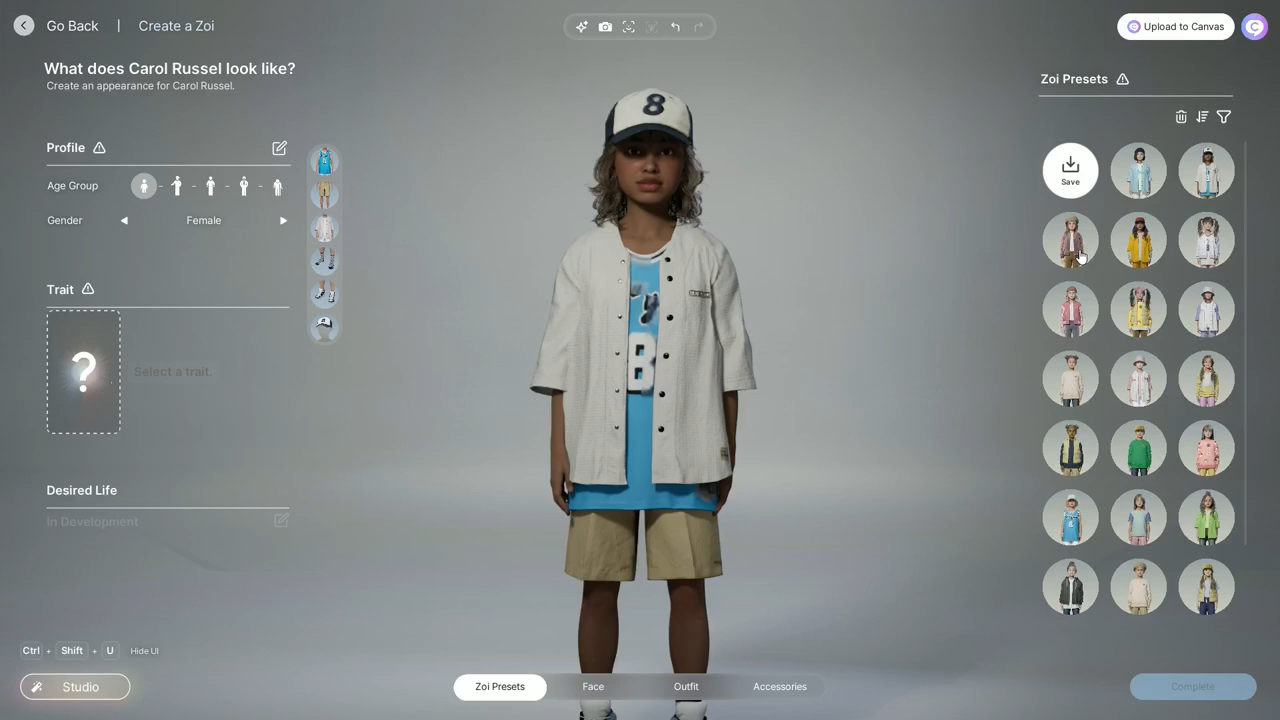 Go Back | Create a Zoi
Upload to Canvas
What does Carol Russel look like?
Create an appearance for Carol Russel.
Zoi Presets
Profile
Age Group
Gender
Female
Save
Trait
Select a trait.
Desired Life
In Development
8
B
Ctrl + Shift + U Hide UI
Studio
Zoi Presets
Face
Outfit
Accessories
Complete